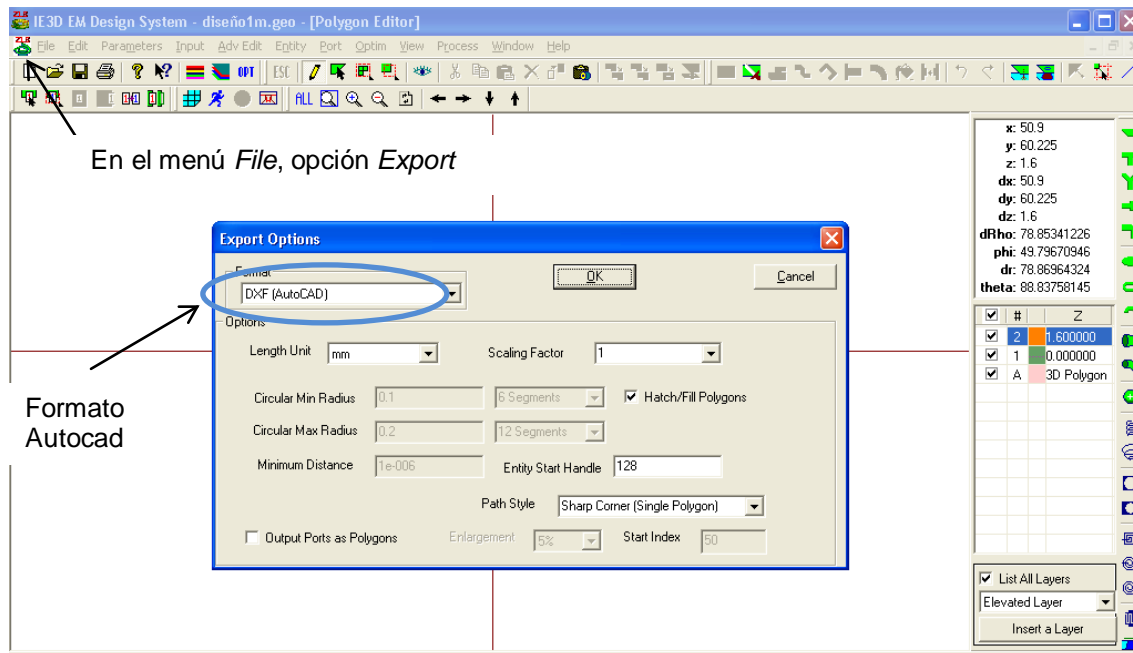 IE3D EM Design System - diseño1m.geo - [Polygon Editor]
File Edit Parameters Input Adv Edit Entity Port Optim View Process Window Help
OPT ESC
ALL
En el menú File, opción Export
x: 50.9
y: 60.225
z: 1.6
dx: 50.9
dy: 60.225
dz: 1.6
dRho: 78.85341226
phi: 49.79670946
dr: 78.86964324
theta: 88.83758145
# Z
2 1.600000
1 0.000000
A 3D Polygon
Export Options
Format
DXF (AutoCAD)
OK
Cancel
Options
Length Unit mm Scaling Factor 1
Circular Min Radius 0.1 6 Segments Hatch/Fill Polygons
Circular Max Radius 0.2 12 Segments
Minimum Distance 1e-006 Entity Start Handle 128
Path Style Sharp Corner (Single Polygon)
Output Ports as Polygons Enlargement 5% Start Index 50
Formato
Autocad
List All Layers
Elevated Layer
Insert a Layer